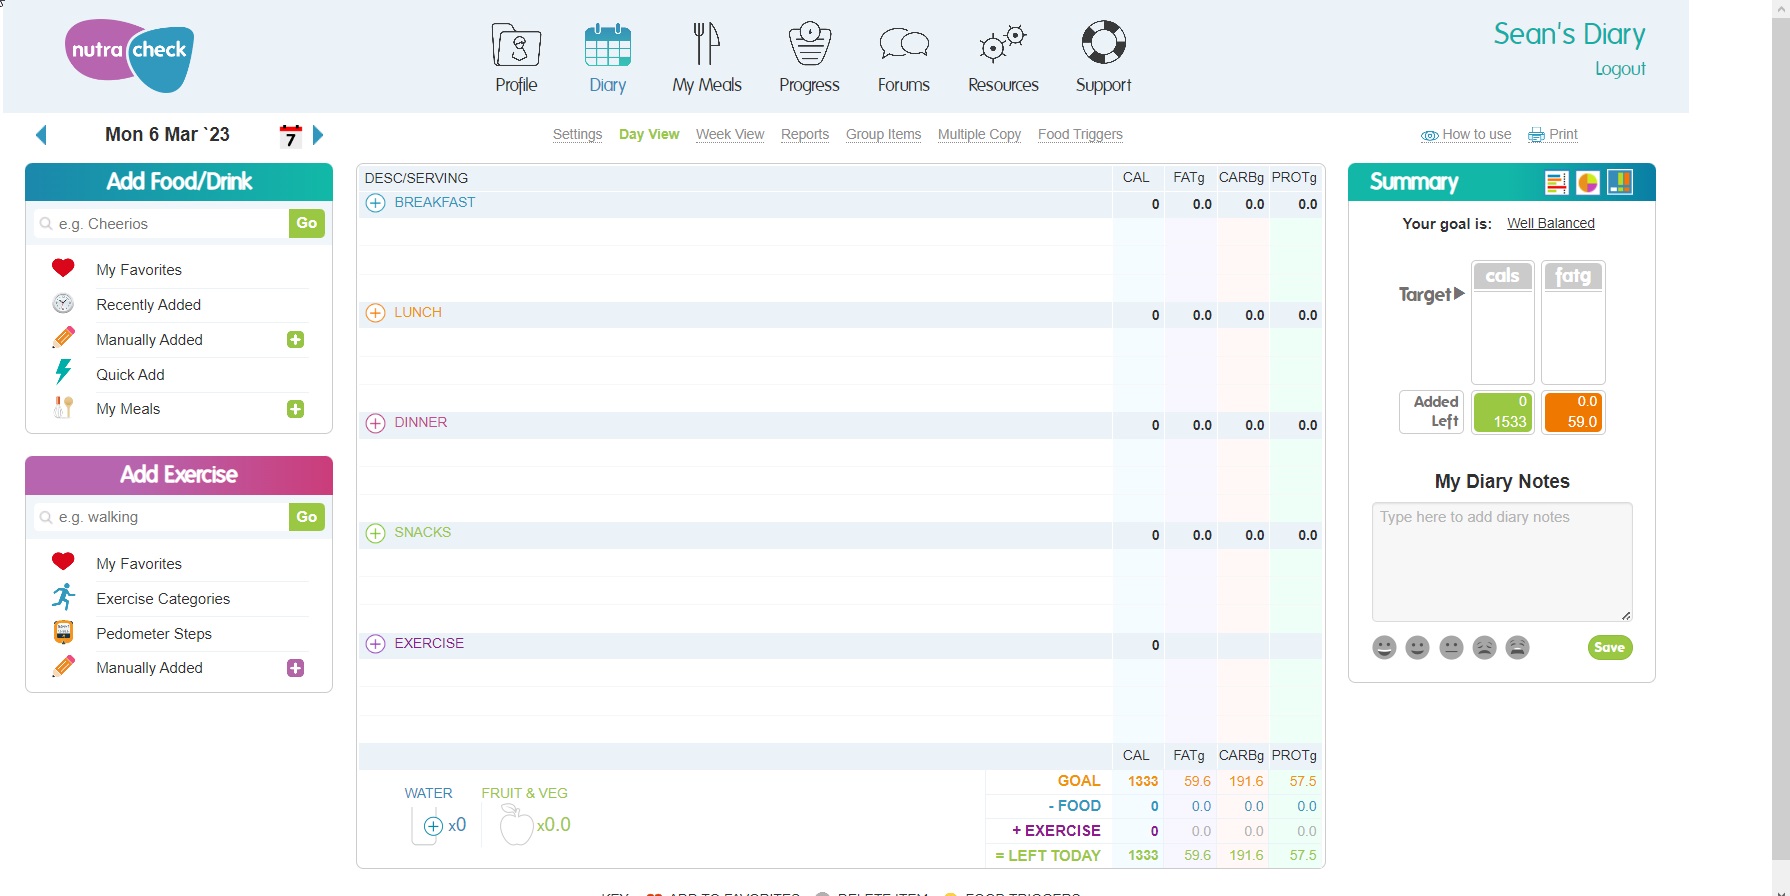 nutra check
Profile
Diary
My Meals
Progress
Forums
Resources
Support
Sean's Diary
Logout
Mon 6 Mar `23
7
Settings
Day View
Week View
Reports
Group Items
Multiple Copy
Food Triggers
How to use
Print
Add Food/Drink
e.g. Cheerios
Go
My Favorites
Recently Added
Manually Added
Quick Add
My Meals
Add Exercise
e.g. walking
Go
My Favorites
Exercise Categories
Pedometer Steps
Manually Added
DESC/SERVING CAL FATg CARBg PROTg
BREAKFAST 0 0.0 0.0 0.0
LUNCH 0 0.0 0.0 0.0
DINNER 0 0.0 0.0 0.0
SNACKS 0 0.0 0.0 0.0
EXERCISE 0
CAL FATg CARBg PROTg
GOAL 1333 59.6 191.6 57.5
- FOOD 0 0.0 0.0 0.0
+ EXERCISE 0 0.0 0.0 0.0
= LEFT TODAY 1333 59.6 191.6 57.5
WATER
x0
FRUIT & VEG
x0.0
Summary
Your goal is: Well Balanced
cals fatg
Target
Added 0 0.0
Left 1533 59.0
My Diary Notes
Type here to add diary notes
Save
KEY ADD TO FAVORITES DELETE ITEM FOOD TRIGGERS